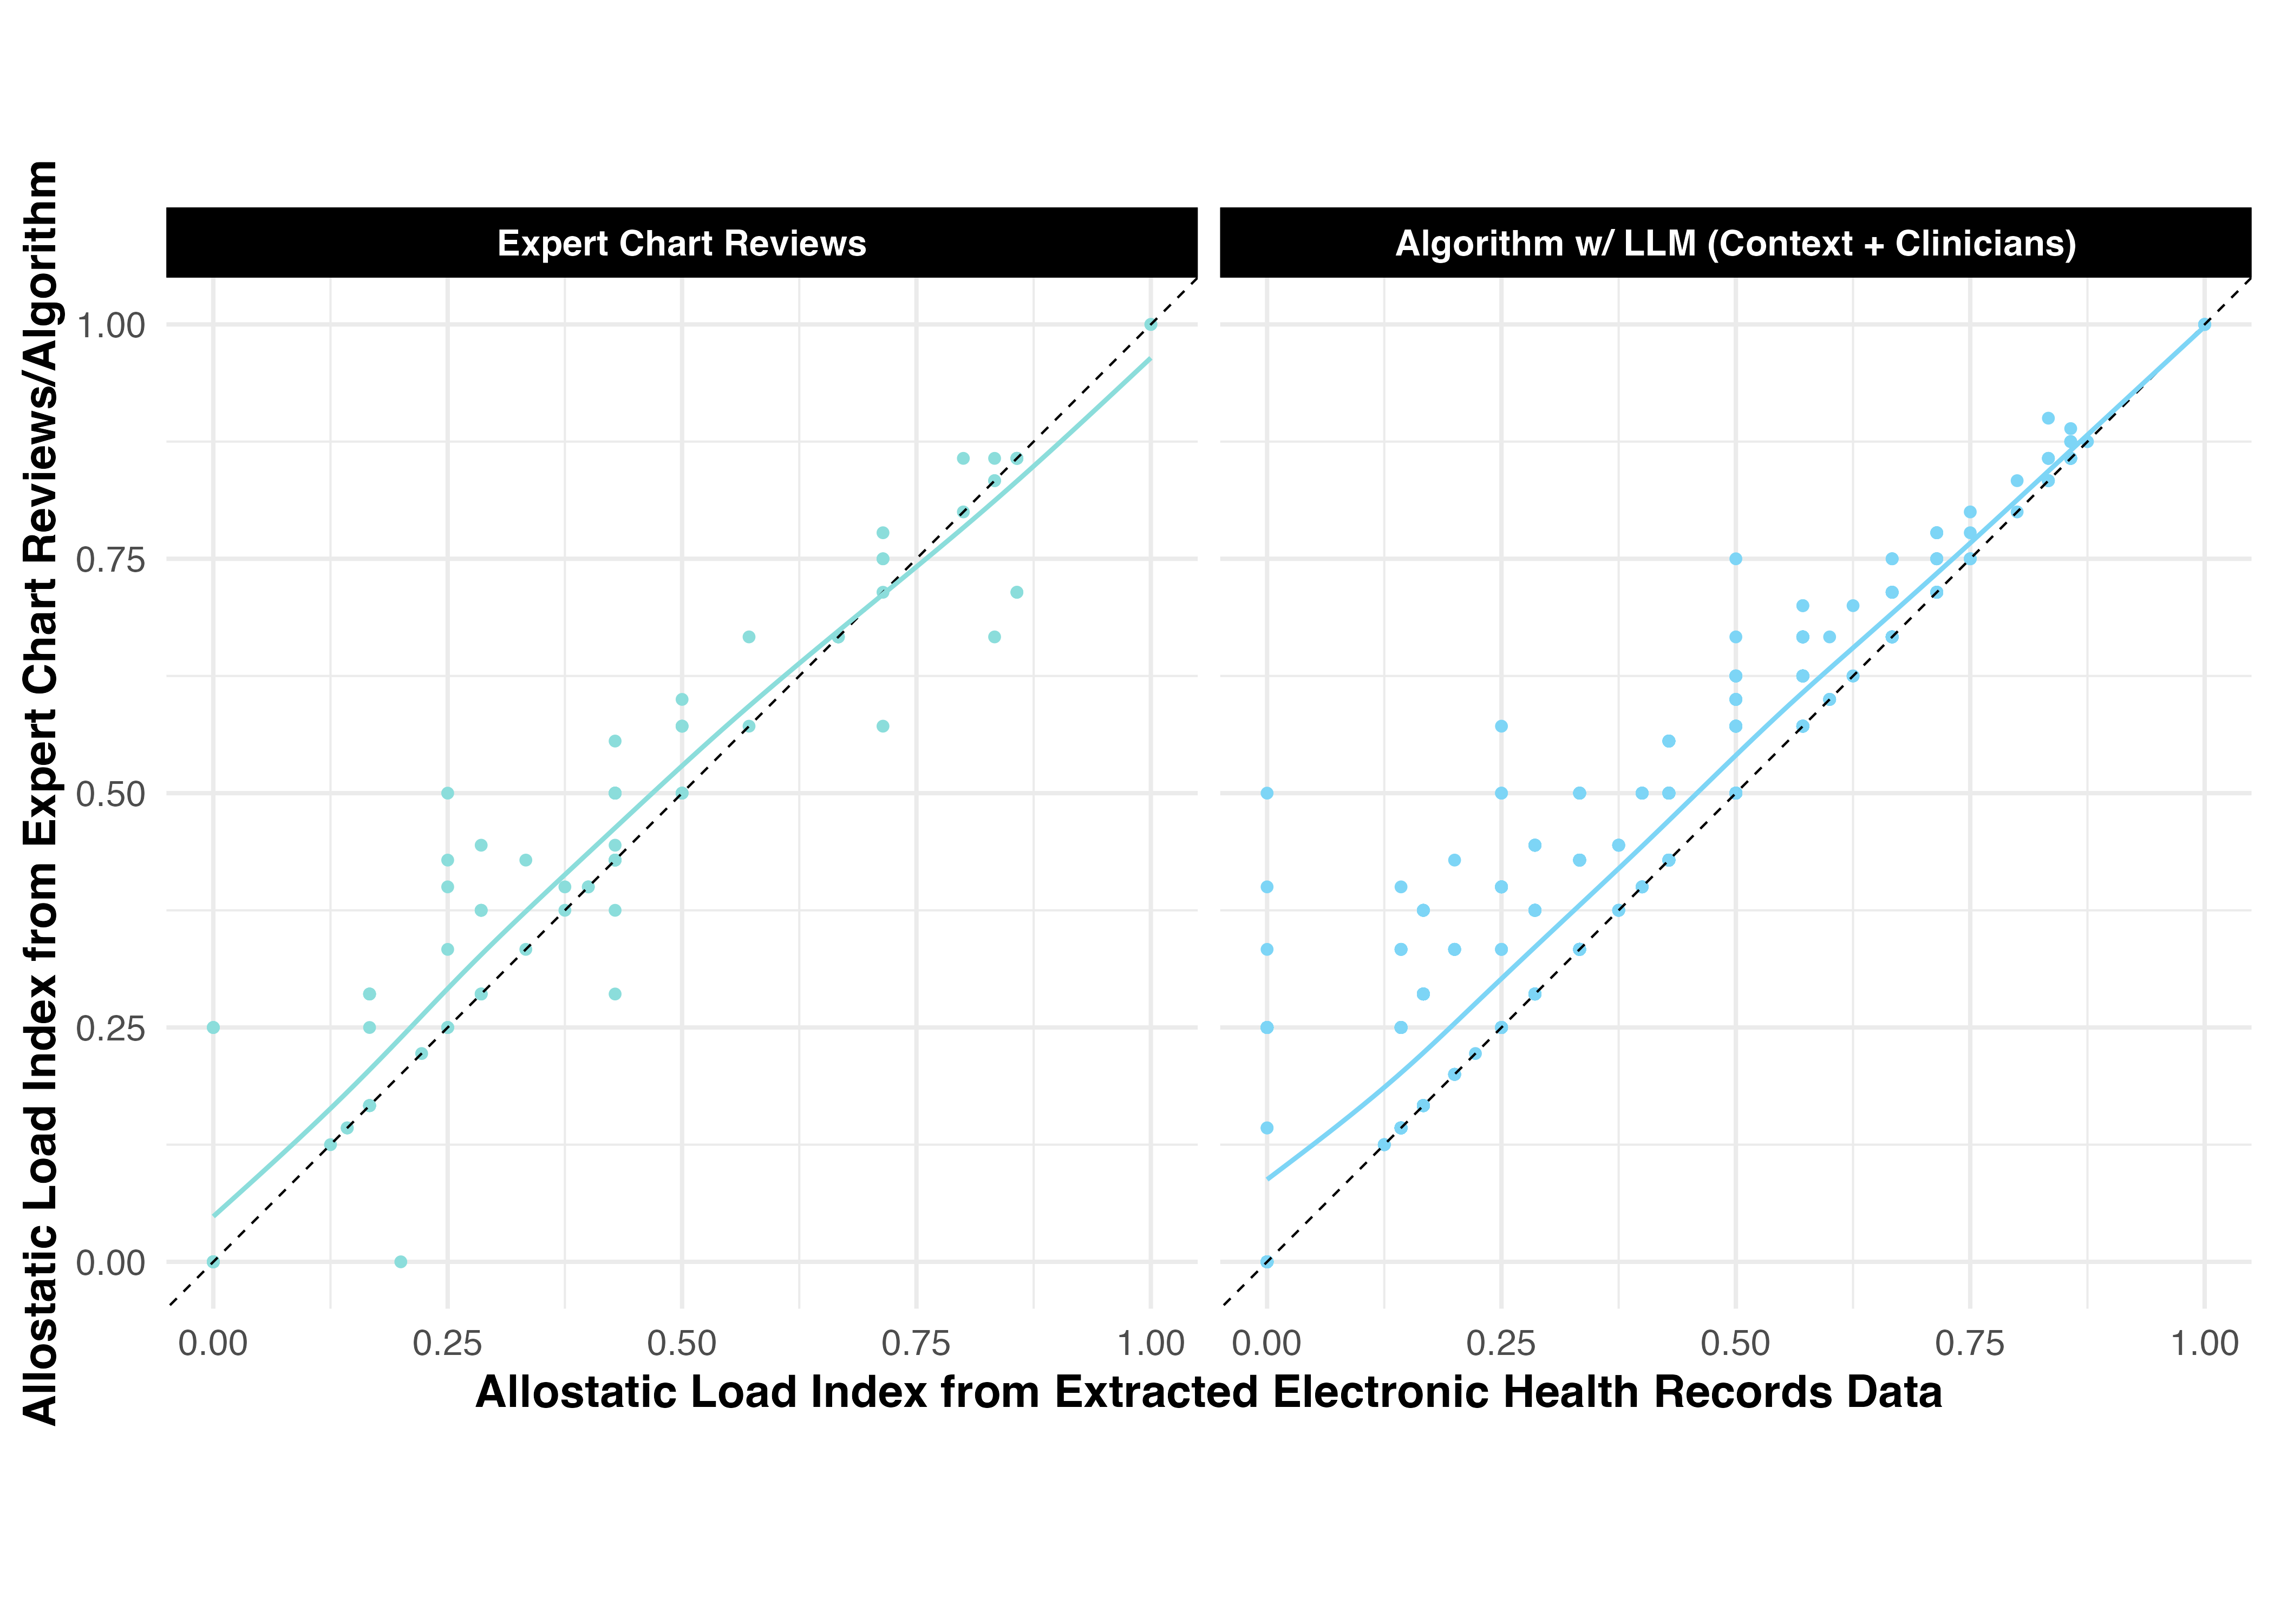 Allostatic Load Index from Expert Chart Reviews/Algorithm
Expert Chart Reviews
Algorithm w/ LLM (Context + Clinicians)
1.00
0.75
0.50
0.25
0.00
0.00 0.25 0.50 0.75 1.00
0.00 0.25 0.50 0.75 1.00
Allostatic Load Index from Extracted Electronic Health Records Data